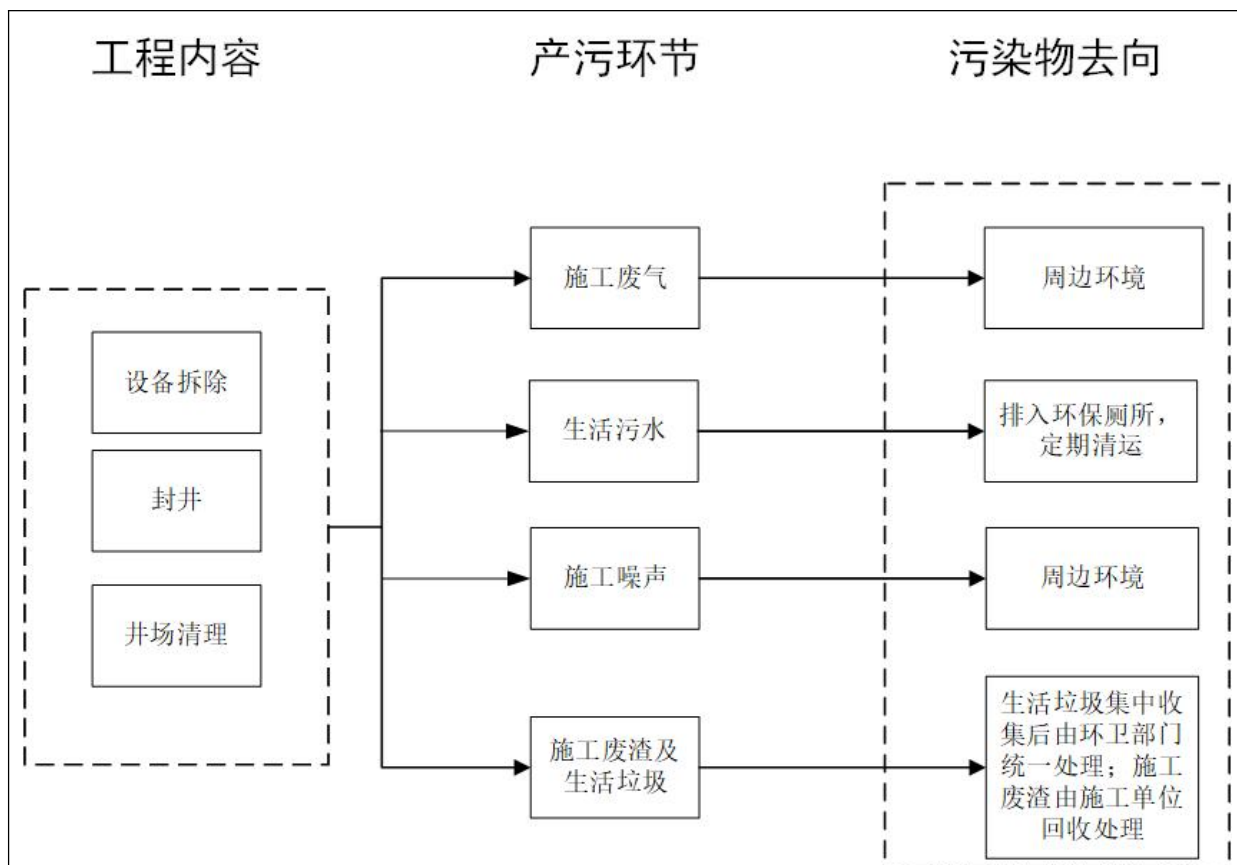 工程内容
产污环节
污染物去向
设备拆除
封井
井场清理
施工废气
生活污水
施工噪声
施工废渣及
生活垃圾
周边环境
排入环保厕所，
定期清运
周边环境
生活垃圾集中收
集后由环卫部门
统一处理；施工
废渣由施工单位
回收处理